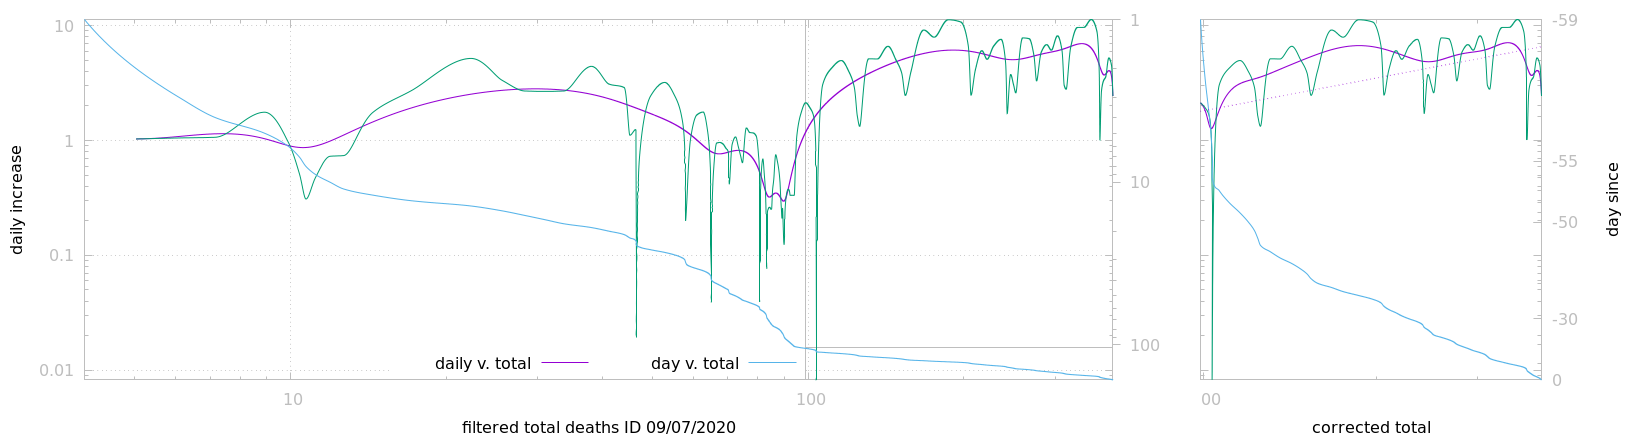 10
1
0.1
0.01
daily increase
10
100
filtered total deaths ID 09/07/2020
daily v. total
day v. total
1
10
100
00
corrected total
-59
-55
-50
-30
0
day since